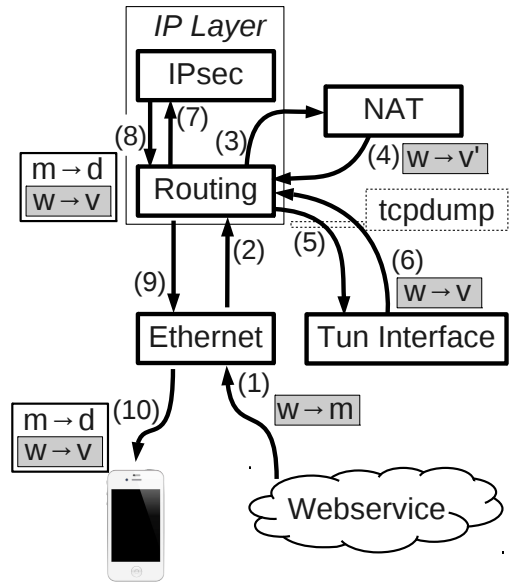 IP Layer
IPsec
NAT
(8)
(7)
(3)
(4)
w→v'
m→d
w→v
Routing
tcpdump
(2)
(5)
(6)
w→v
(9)
Ethernet
Tun Interface
(1)
w→m
m→d
w→v
(10)
Webservice